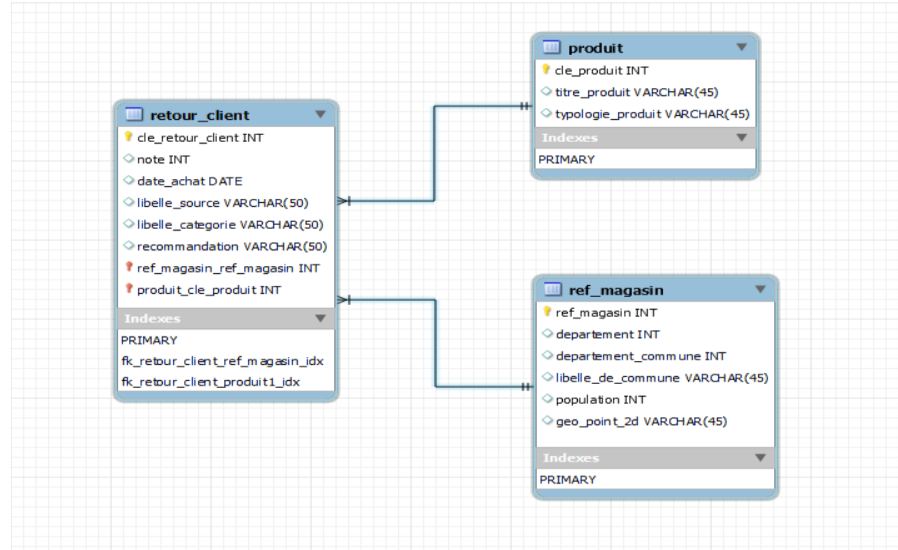 retour_client
cle_retour_client INT
note INT
date_achat DATE
libelle_source VARCHAR(50)
libelle_categorie VARCHAR(50)
recommandation VARCHAR(50)
ref_magasin_ref_magasin INT
produit_cle_produit INT
Indexes
PRIMARY
fk_retour_client_ref_magasin_idx
fk_retour_client_produit1_idx
produit
cle_produit INT
titre_produit VARCHAR(45)
typologie_produit VARCHAR(45)
Indexes
PRIMARY
ref_magasin
ref_magasin INT
departement INT
departement_commune INT
libelle_de_commune VARCHAR(45)
population INT
geo_point_2d VARCHAR(45)
Indexes
PRIMARY